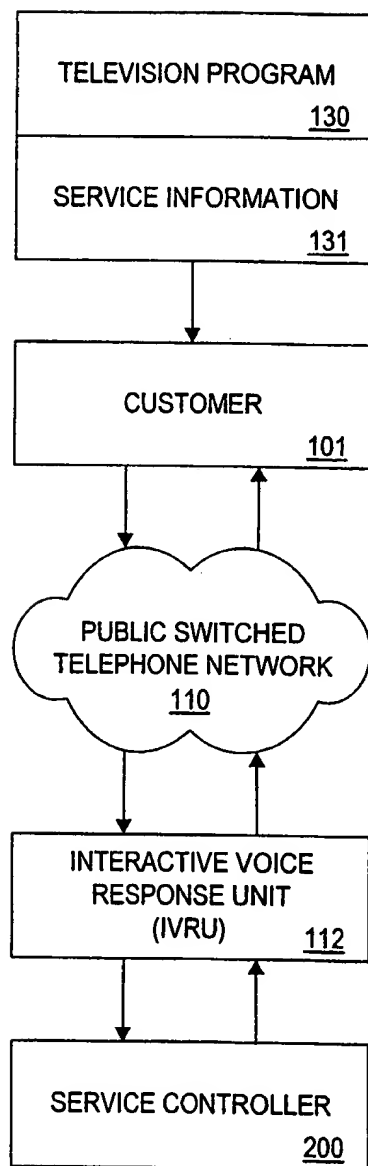 TELEVISION PROGRAM
130
SERVICE INFORMATION
131
CUSTOMER
101
PUBLIC SWITCHED
TELEPHONE NETWORK
110
INTERACTIVE VOICE
RESPONSE UNIT
(IVRU)
112
SERVICE CONTROLLER
200